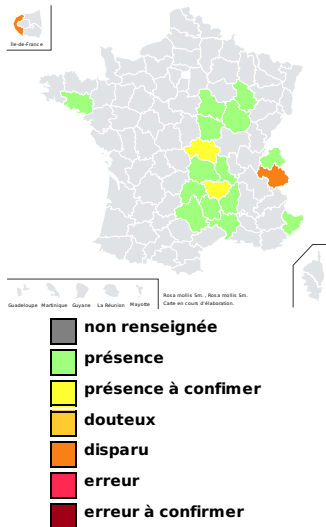 Île-de-France
Guadeloupe Martinique Guyane La Réunion Mayotte
Rosa mollis Sm. , Rosa mollis Sm.
Carte en cours d'élaboration.
non renseignée
présence
présence à confimer
douteux
disparu
erreur
erreur à confirmer